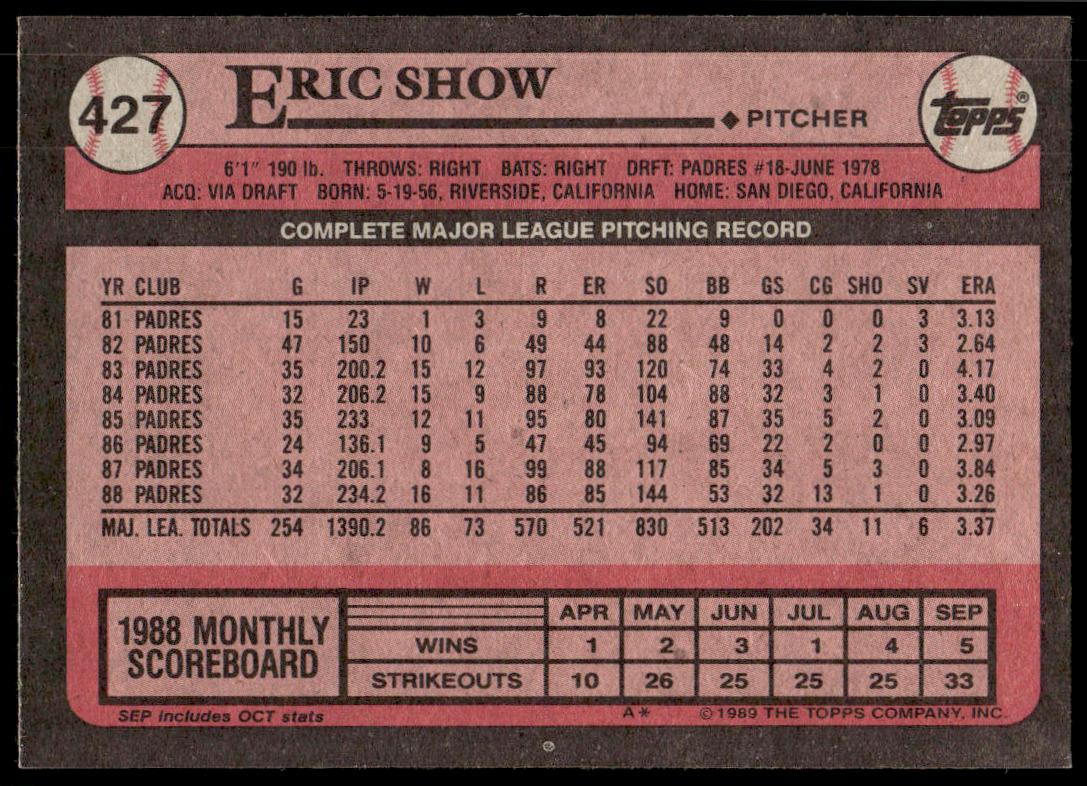 427
ERIC SHOW
◆ PITCHER
TOPPS®
6'1" 190 lb. THROWS: RIGHT BATS: RIGHT DRFT: PADRES #18-JUNE 1978
ACQ: VIA DRAFT BORN: 5-19-56, RIVERSIDE, CALIFORNIA HOME: SAN DIEGO, CALIFORNIA
COMPLETE MAJOR LEAGUE PITCHING RECORD
YR CLUB G IP W L R ER SO BB GS CG SHO SV ERA
81 PADRES 15 23 1 3 9 8 22 9 0 0 0 3 3.13
82 PADRES 47 150 10 6 49 44 88 48 14 2 2 3 2.64
83 PADRES 35 200.2 15 12 97 93 120 74 33 4 2 0 4.17
84 PADRES 32 206.2 15 9 88 78 104 88 32 3 1 0 3.40
85 PADRES 35 233 12 11 95 80 141 87 35 5 2 0 3.09
86 PADRES 24 136.1 9 5 47 45 94 69 22 2 0 0 2.97
87 PADRES 34 206.1 8 16 99 88 117 85 34 5 3 0 3.84
88 PADRES 32 234.2 16 11 86 85 144 53 32 13 1 0 3.26
MAJ. LEA. TOTALS 254 1390.2 86 73 570 521 830 513 202 34 11 6 3.37
1988 MONTHLY
SCOREBOARD
APR MAY JUN JUL AUG SEP
WINS 1 2 3 1 4 5
STRIKEOUTS 10 26 25 25 25 33
SEP includes OCT stats
A* ©1989 THE TOPPS COMPANY, INC.